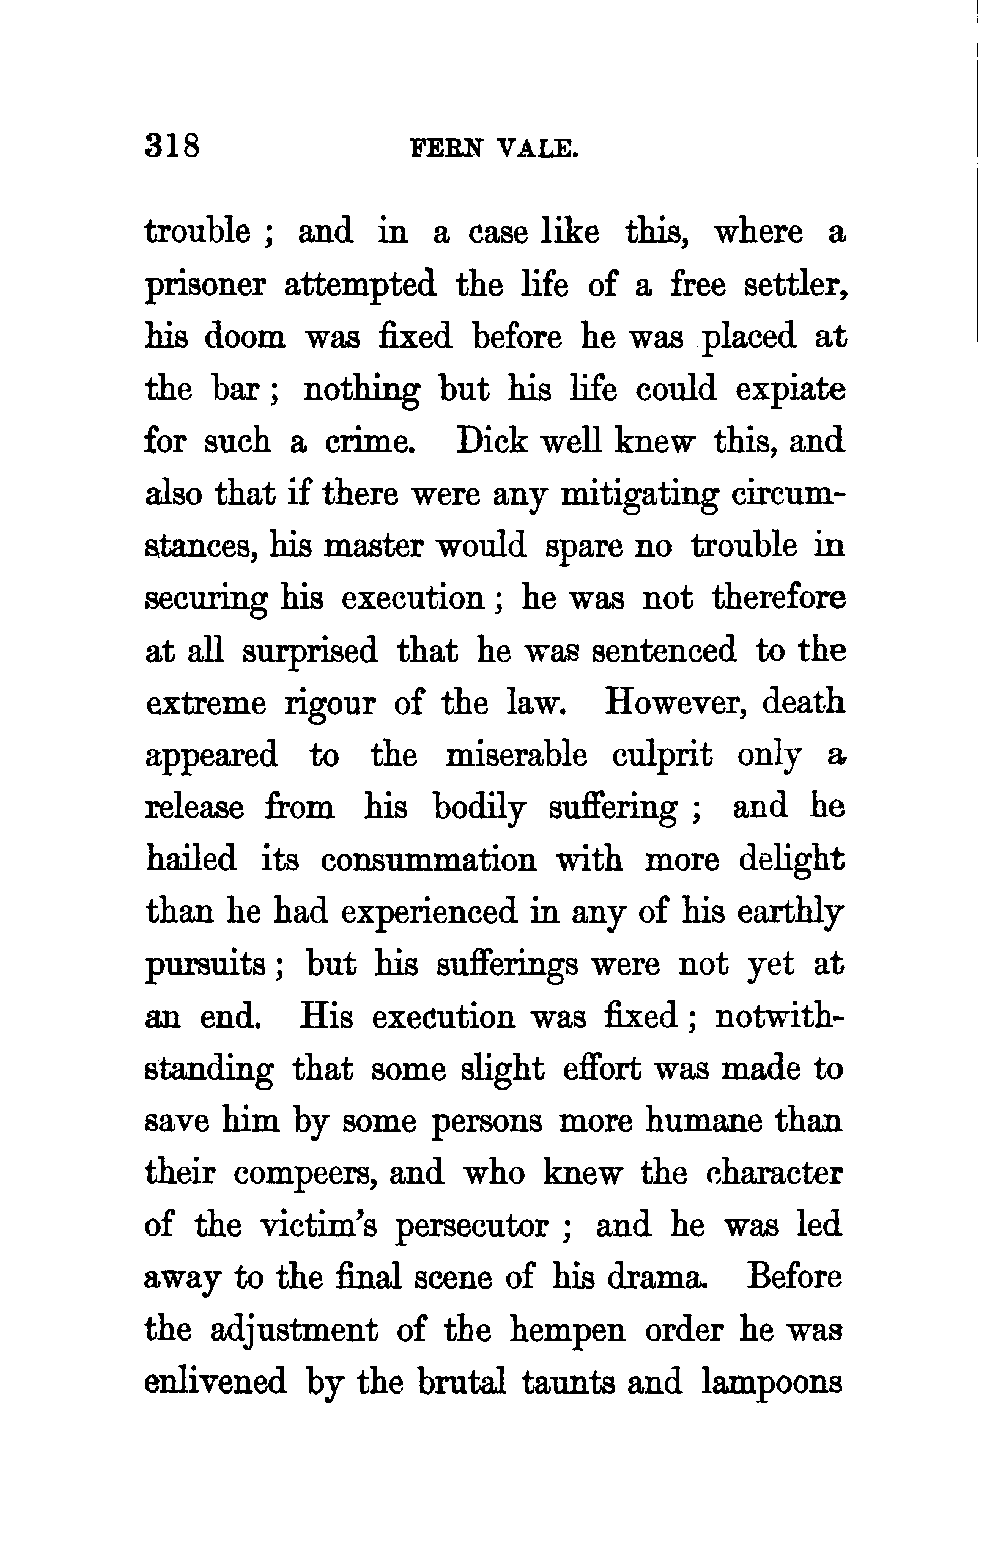 318 FERN VALE.
trouble ; and in a case like this, where a
prisoner attempted the life of a free settler,
his doom was fixed before he was placed at
the bar ; nothing but his life could expiate
for such a crime. Dick well knew this, and
also that if there were any mitigating circum-
stances, his master would spare no trouble in
securing his execution ; he was not therefore
at all surprised that he was sentenced to the
extreme rigour of the law. However, death
appeared to the miserable culprit only a
release from his bodily suffering ; and he
hailed its consummation with more delight
than he had experienced in any of his earthly
pursuits ; but his sufferings were not yet at
an end. His execution was fixed ; notwith-
standing that some slight effort was made to
save him by some persons more humane than
their compeers, and who knew the character
of the victim's persecutor ; and he was led
away to the final scene of his drama. Before
the adjustment of the hempen order he was
enlivened by the brutal taunts and lampoons